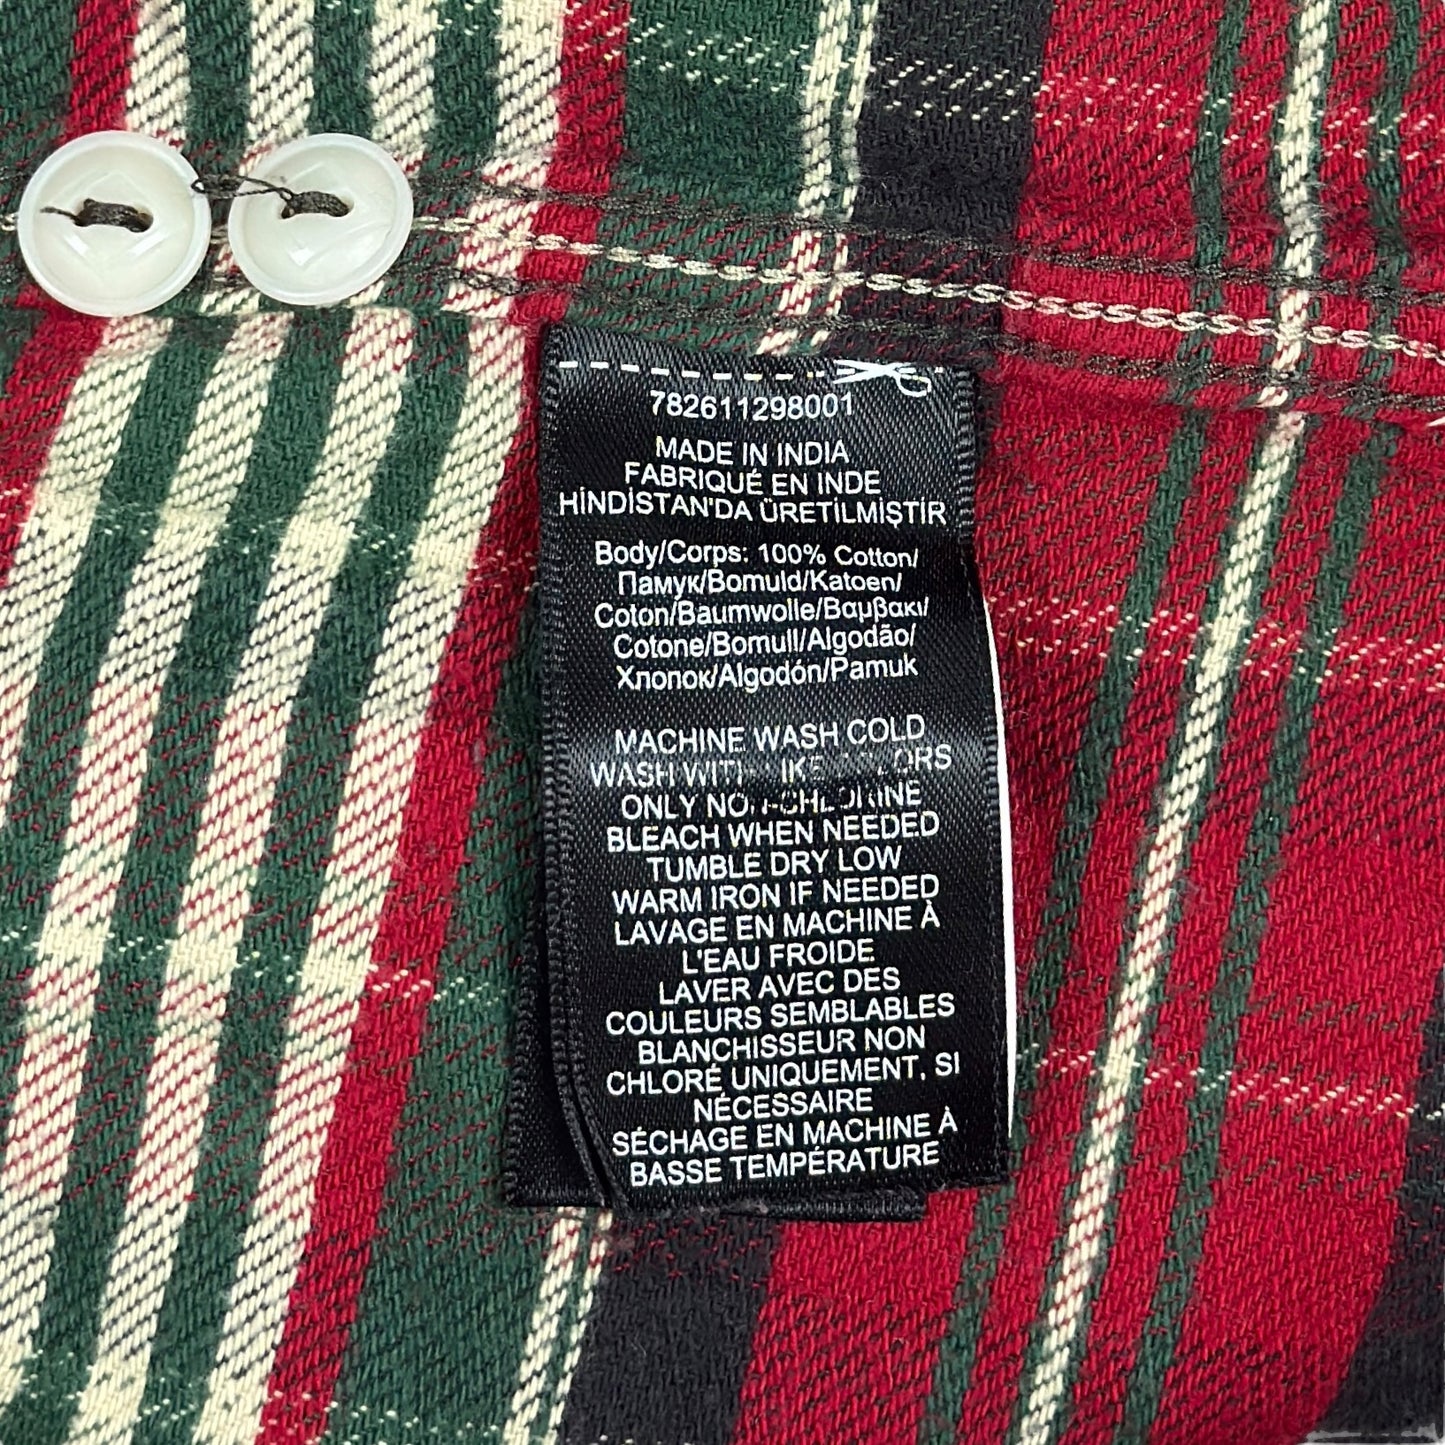 782611298001
MADE IN INDIA
FABRIQUÉ EN INDE
HİNDİSTAN'DA ÜRETİLMİŞTİR
Body/Corps: 100% Cotton/
Памук/Bomuld/Katoen/
Coton/Baumwolle/Βαμβακι/
Cotone/Bomull/Algodão/
Хлопок/Algodón/Pamuk
MACHINE WASH COLD
WASH WITH LIKE COLORS
ONLY NON-CHLORINE
BLEACH WHEN NEEDED
TUMBLE DRY LOW
WARM IRON IF NEEDED
LAVAGE EN MACHINE À
L'EAU FROIDE
LAVER AVEC DES
COULEURS SEMBLABLES
BLANCHISSEUR NON
CHLORÉ UNIQUEMENT, SI
NÉCESSAIRE
SÉCHAGE EN MACHINE À
BASSE TEMPÉRATURE